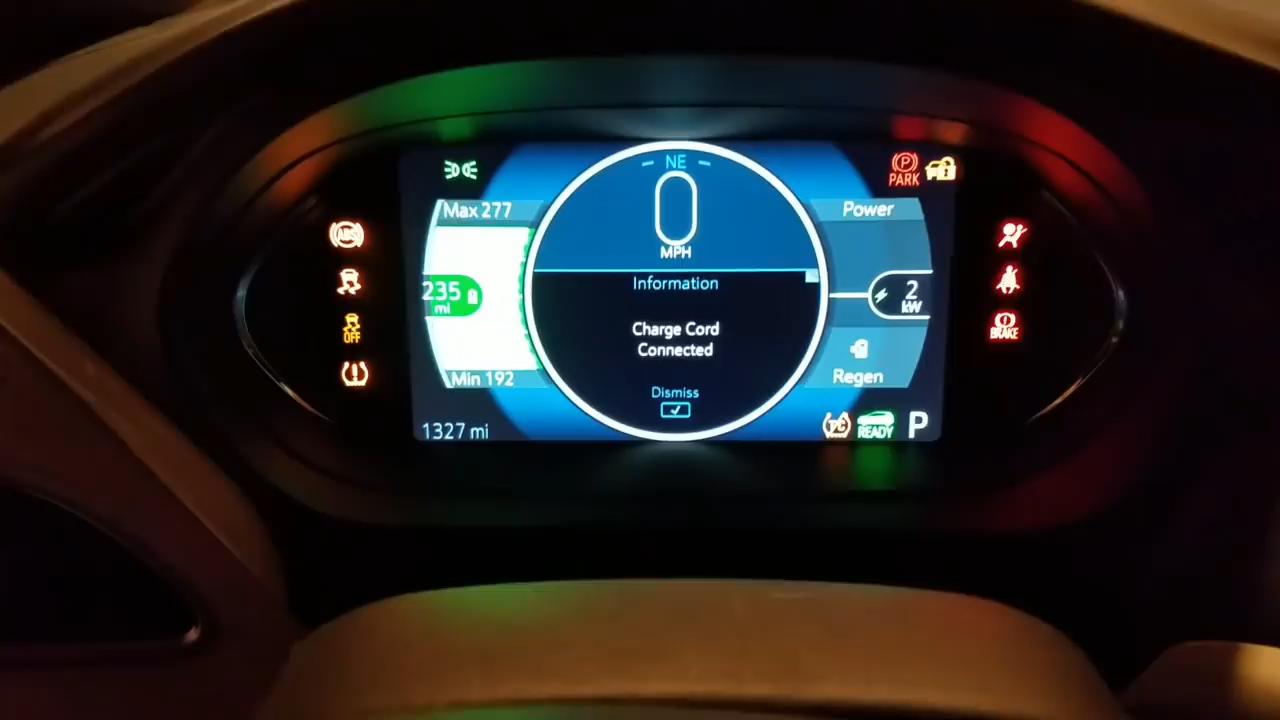 NE
PARK
Max 277
0
Power
ABS
MPH
Information
235
mi
2
kW
Charge Cord
Connected
OFF
BRAKE
Min 192
Regen
Dismiss
1327 mi
TC
READY
P